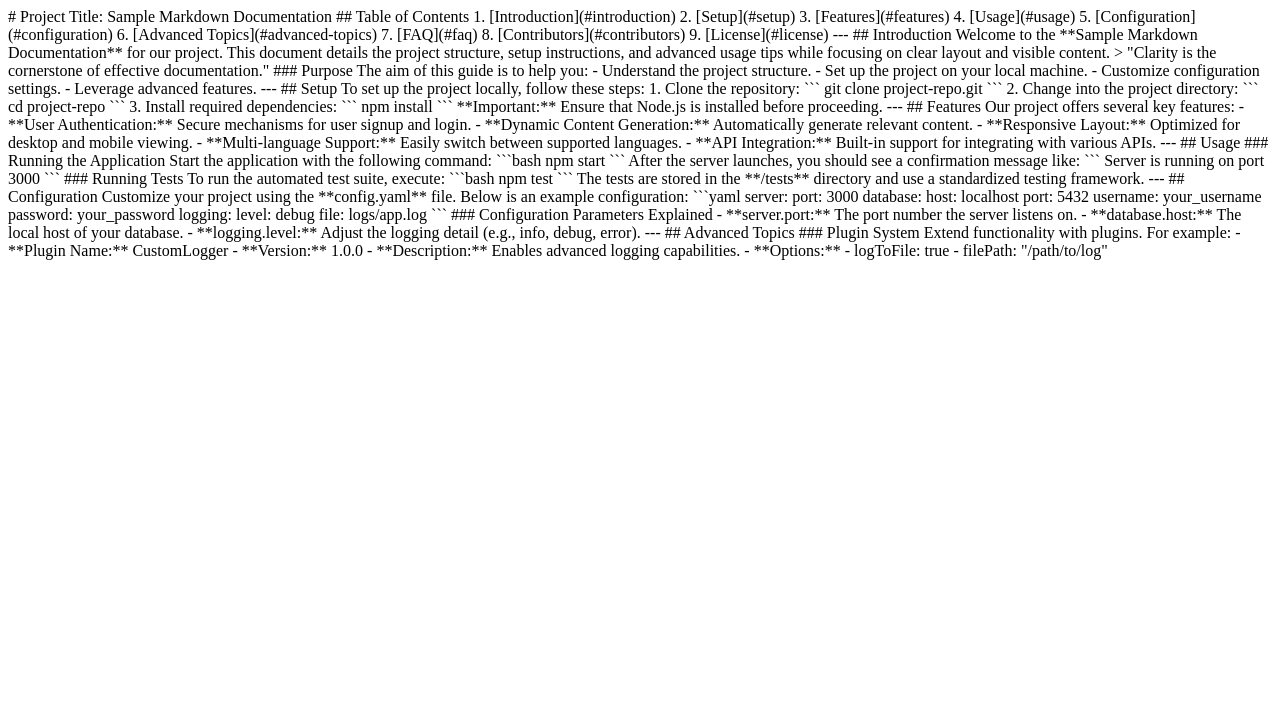 # Project Title: Sample Markdown Documentation ## Table of Contents 1. [Introduction](#introduction) 2. [Setup](#setup) 3. [Features](#features) 4. [Usage](#usage) 5. [Configuration]
(#configuration) 6. [Advanced Topics](#advanced-topics) 7. [FAQ](#faq) 8. [Contributors](#contributors) 9. [License](#license) --- ## Introduction Welcome to the **Sample Markdown
Documentation** for our project. This document details the project structure, setup instructions, and advanced usage tips while focusing on clear layout and visible content. > "Clarity is the
cornerstone of effective documentation." ### Purpose The aim of this guide is to help you: - Understand the project structure. - Set up the project on your local machine. - Customize configuration
settings. - Leverage advanced features. --- ## Setup To set up the project locally, follow these steps: 1. Clone the repository: ``` git clone project-repo.git ``` 2. Change into the project directory: ```
cd project-repo ``` 3. Install required dependencies: ``` npm install ``` **Important:** Ensure that Node.js is installed before proceeding. --- ## Features Our project offers several key features: -
**User Authentication:** Secure mechanisms for user signup and login. - **Dynamic Content Generation:** Automatically generate relevant content. - **Responsive Layout:** Optimized for
desktop and mobile viewing. - **Multi-language Support:** Easily switch between supported languages. - **API Integration:** Built-in support for integrating with various APIs. --- ## Usage ###
Running the Application Start the application with the following command: ```bash npm start ``` After the server launches, you should see a confirmation message like: ``` Server is running on port
3000 ``` ### Running Tests To run the automated test suite, execute: ```bash npm test ``` The tests are stored in the **/tests** directory and use a standardized testing framework. --- ##
Configuration Customize your project using the **config.yaml** file. Below is an example configuration: ```yaml server: port: 3000 database: host: localhost port: 5432 username: your_username
password: your_password logging: level: debug file: logs/app.log ``` ### Configuration Parameters Explained - **server.port:** The port number the server listens on. - **database.host:** The
local host of your database. - **logging.level:** Adjust the logging detail (e.g., info, debug, error). --- ## Advanced Topics ### Plugin System Extend functionality with plugins. For example: -
**Plugin Name:** CustomLogger - **Version:** 1.0.0 - **Description:** Enables advanced logging capabilities. - **Options:** - logToFile: true - filePath: "/path/to/log"